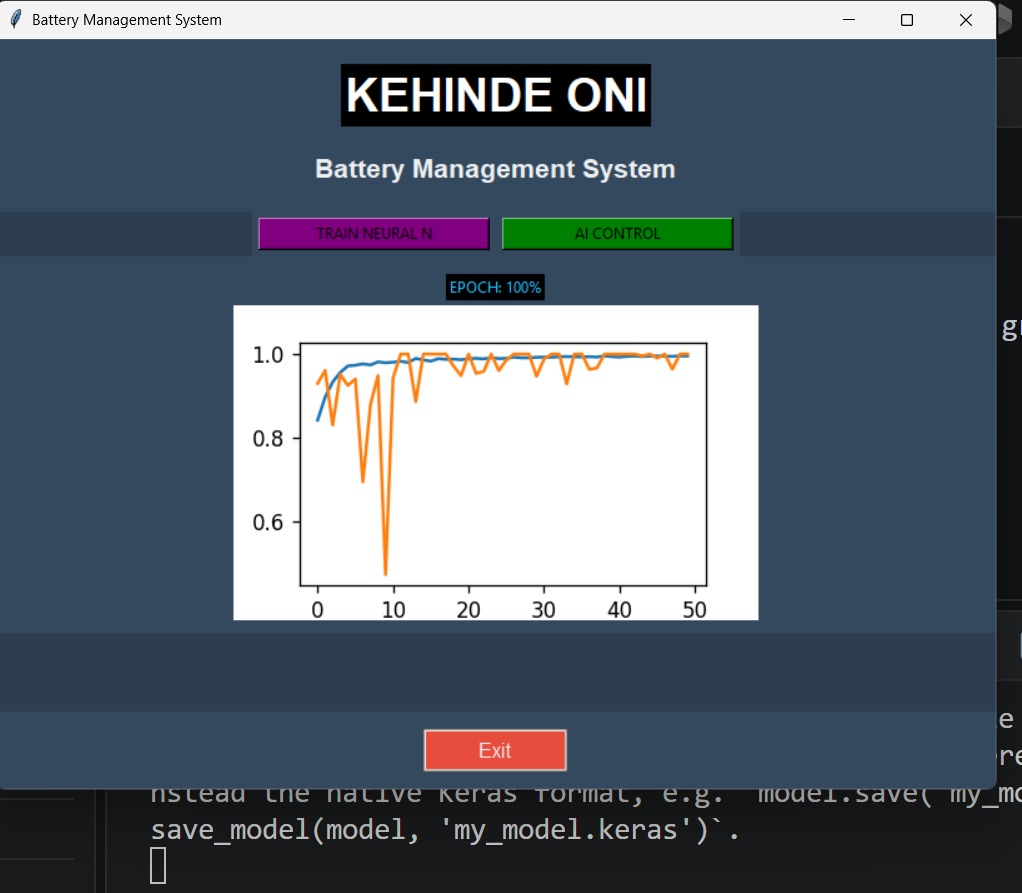 Battery Management System
KEHINDE ONI
Battery Management System
TRAIN NEURAL N
AI CONTROL
EPOCH: 100%
1.0
0.8
0.6
0 10 20 30 40 50
Exit
nstead the native Keras format, e.g. `model.save('my_mo
save_model(model, 'my_model.keras')`.